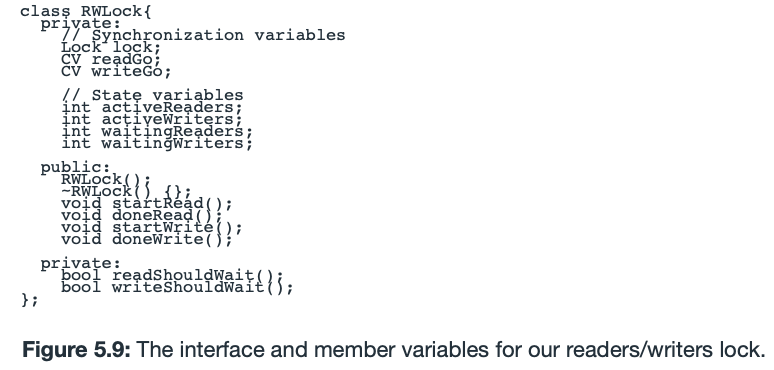 class RWLock{
  private:
    // Synchronization variables
    Lock lock;
    CV readGo;
    CV writeGo;

    // State variables
    int activeReaders;
    int activeWriters;
    int waitingReaders;
    int waitingWriters;

  public:
    RWLock();
    ~RWLock() {};
    void startRead();
    void doneRead();
    void startWrite();
    void doneWrite();

  private:
    bool readShouldWait();
    bool writeShouldWait();
};
Figure 5.9: The interface and member variables for our readers/writers lock.